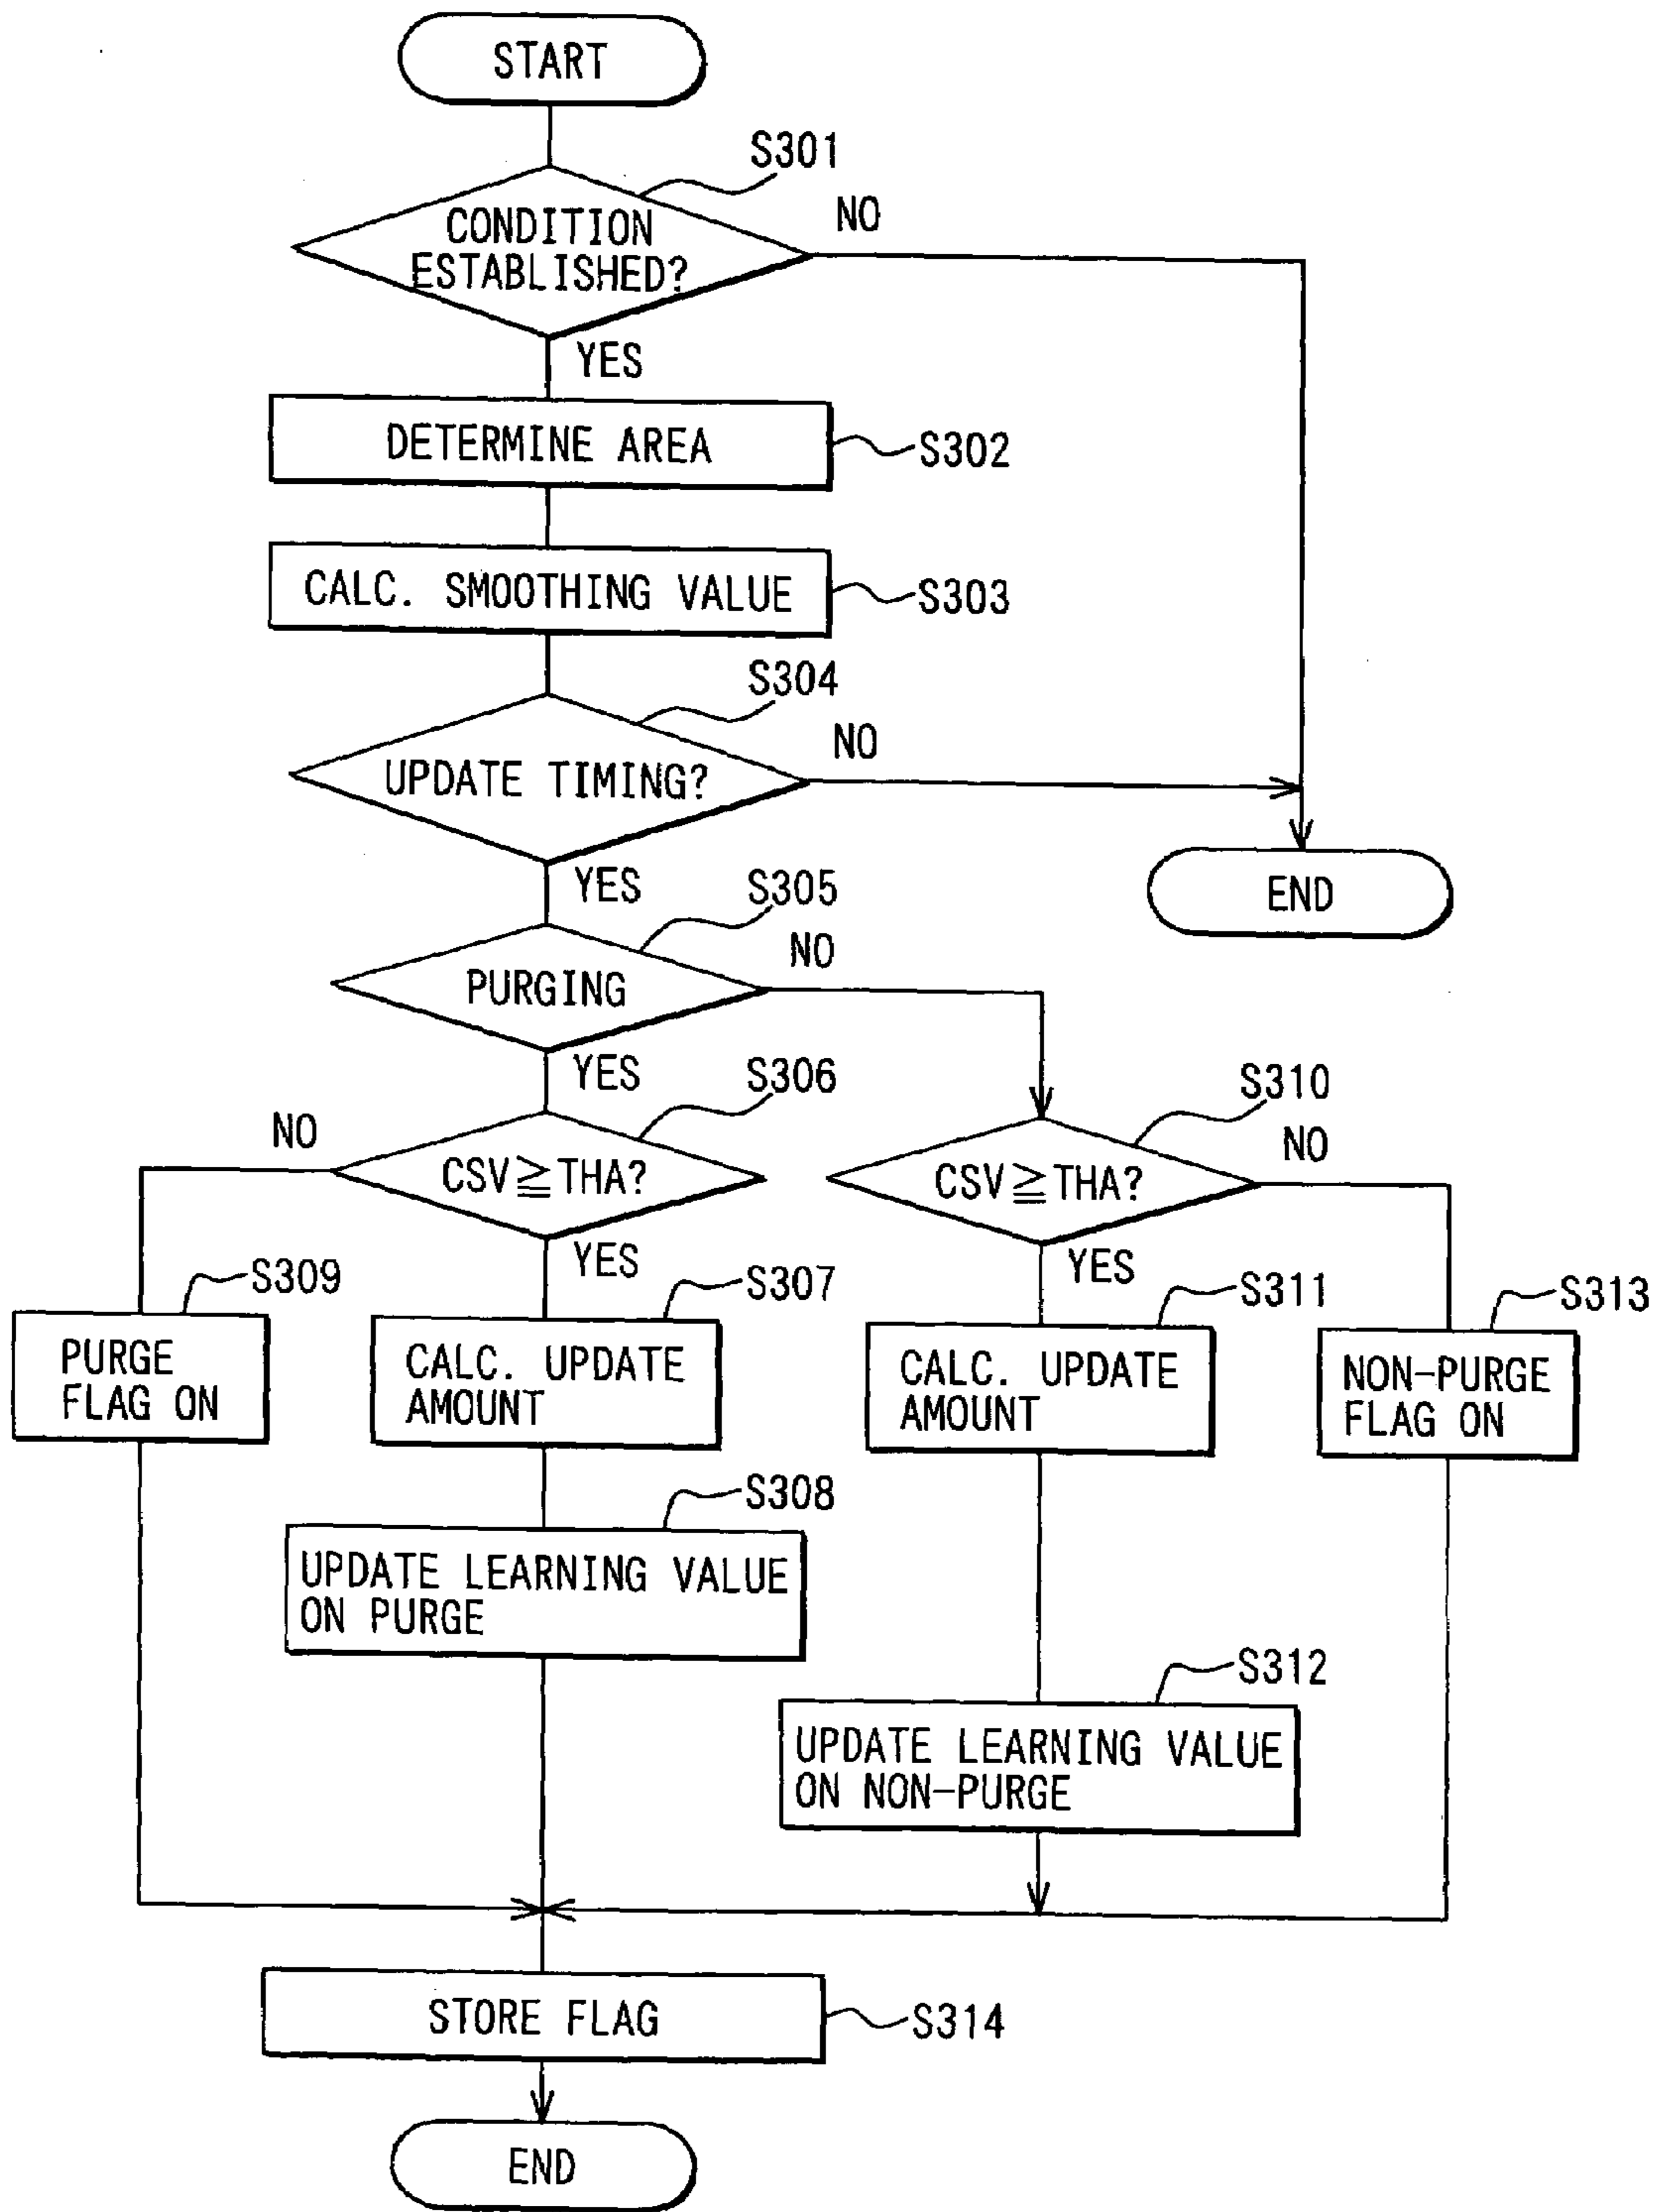 START
S301
CONDITION
ESTABLISHED?
NO
YES
DETERMINE AREA
S302
CALC. SMOOTHING VALUE
S303
S304
UPDATE TIMING?
NO
YES
END
S305
PURGING
NO
YES
S306
NO
CSV≧THA?
YES
S310
CSV≧THA?
NO
YES
S309
PURGE
FLAG ON
S307
CALC. UPDATE
AMOUNT
S311
CALC. UPDATE
AMOUNT
S313
NON-PURGE
FLAG ON
S308
UPDATE LEARNING VALUE
ON PURGE
S312
UPDATE LEARNING VALUE
ON NON-PURGE
STORE FLAG
S314
END